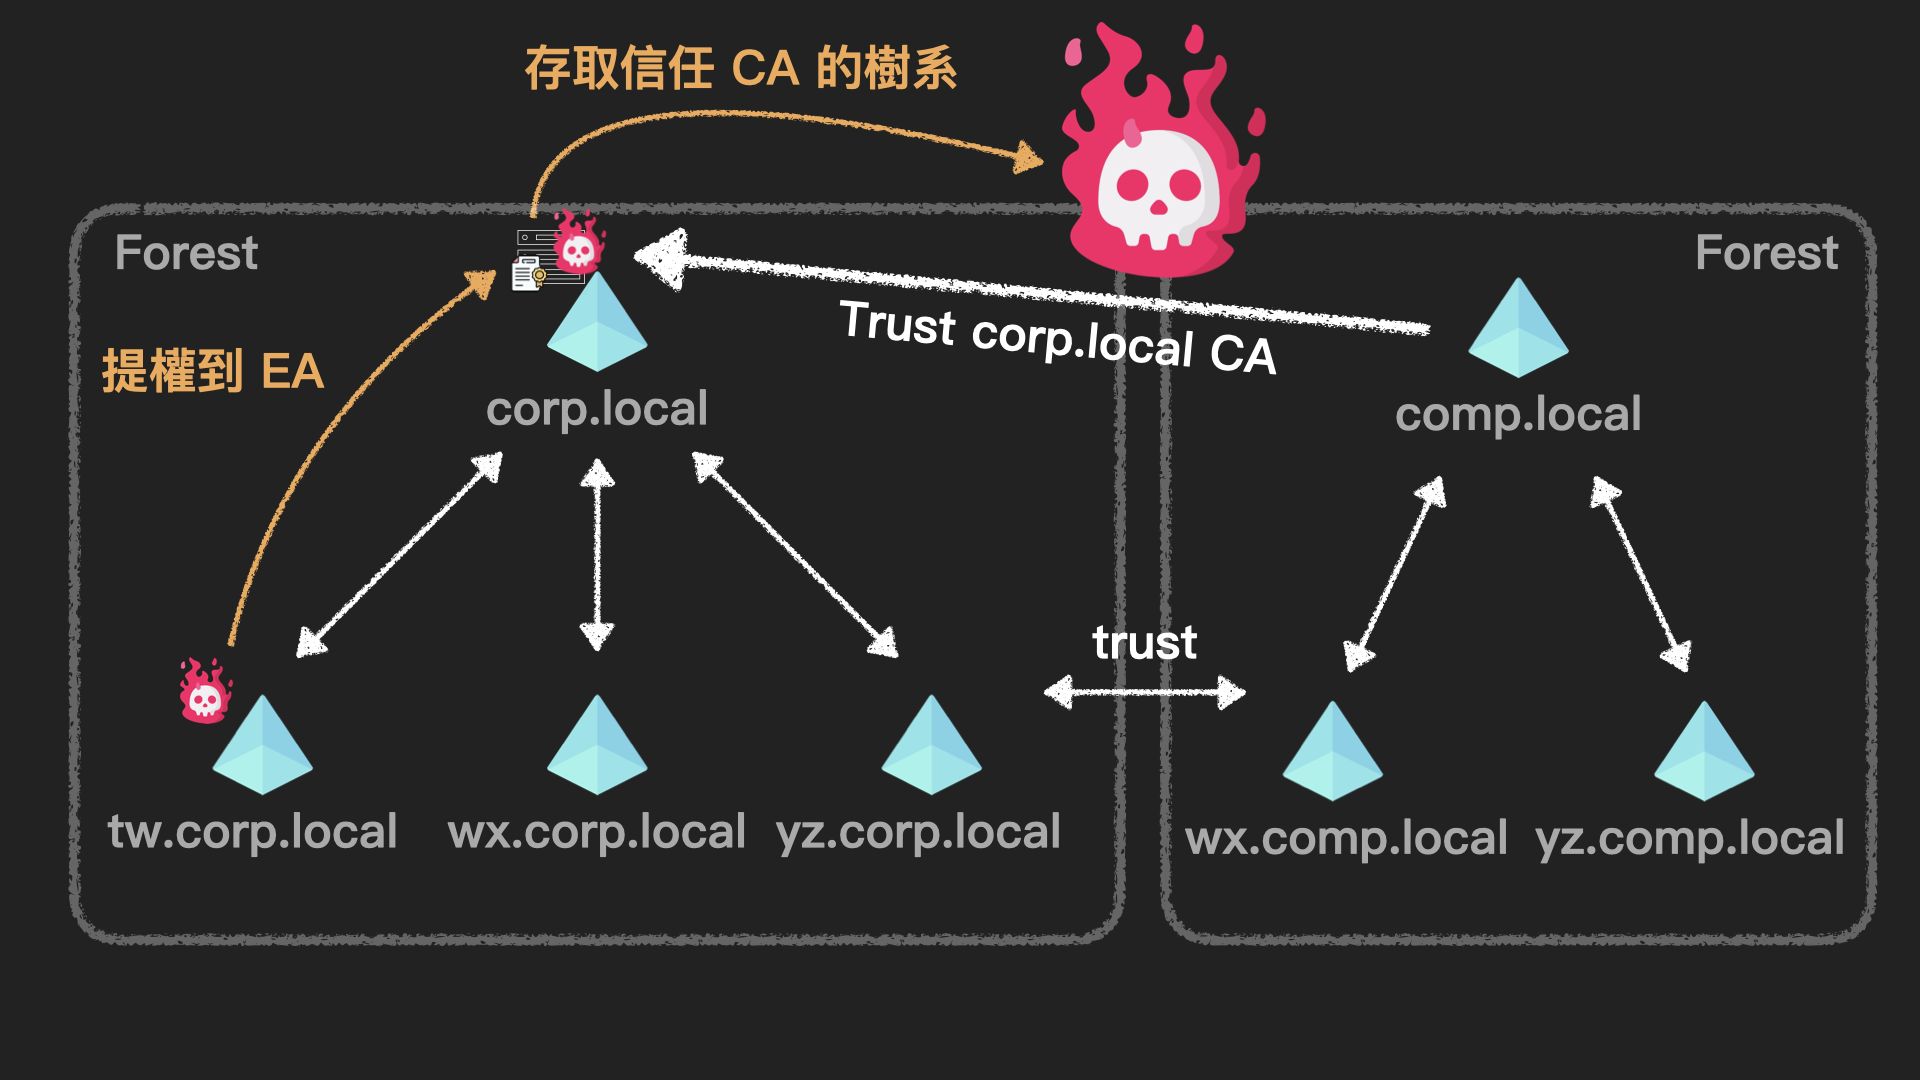 存取信任 CA 的樹系
Forest
Forest
Trust corp.local CA
提權到 EA
corp.local
comp.local
trust
tw.corp.local
wx.corp.local
yz.corp.local
wx.comp.local
yz.comp.local